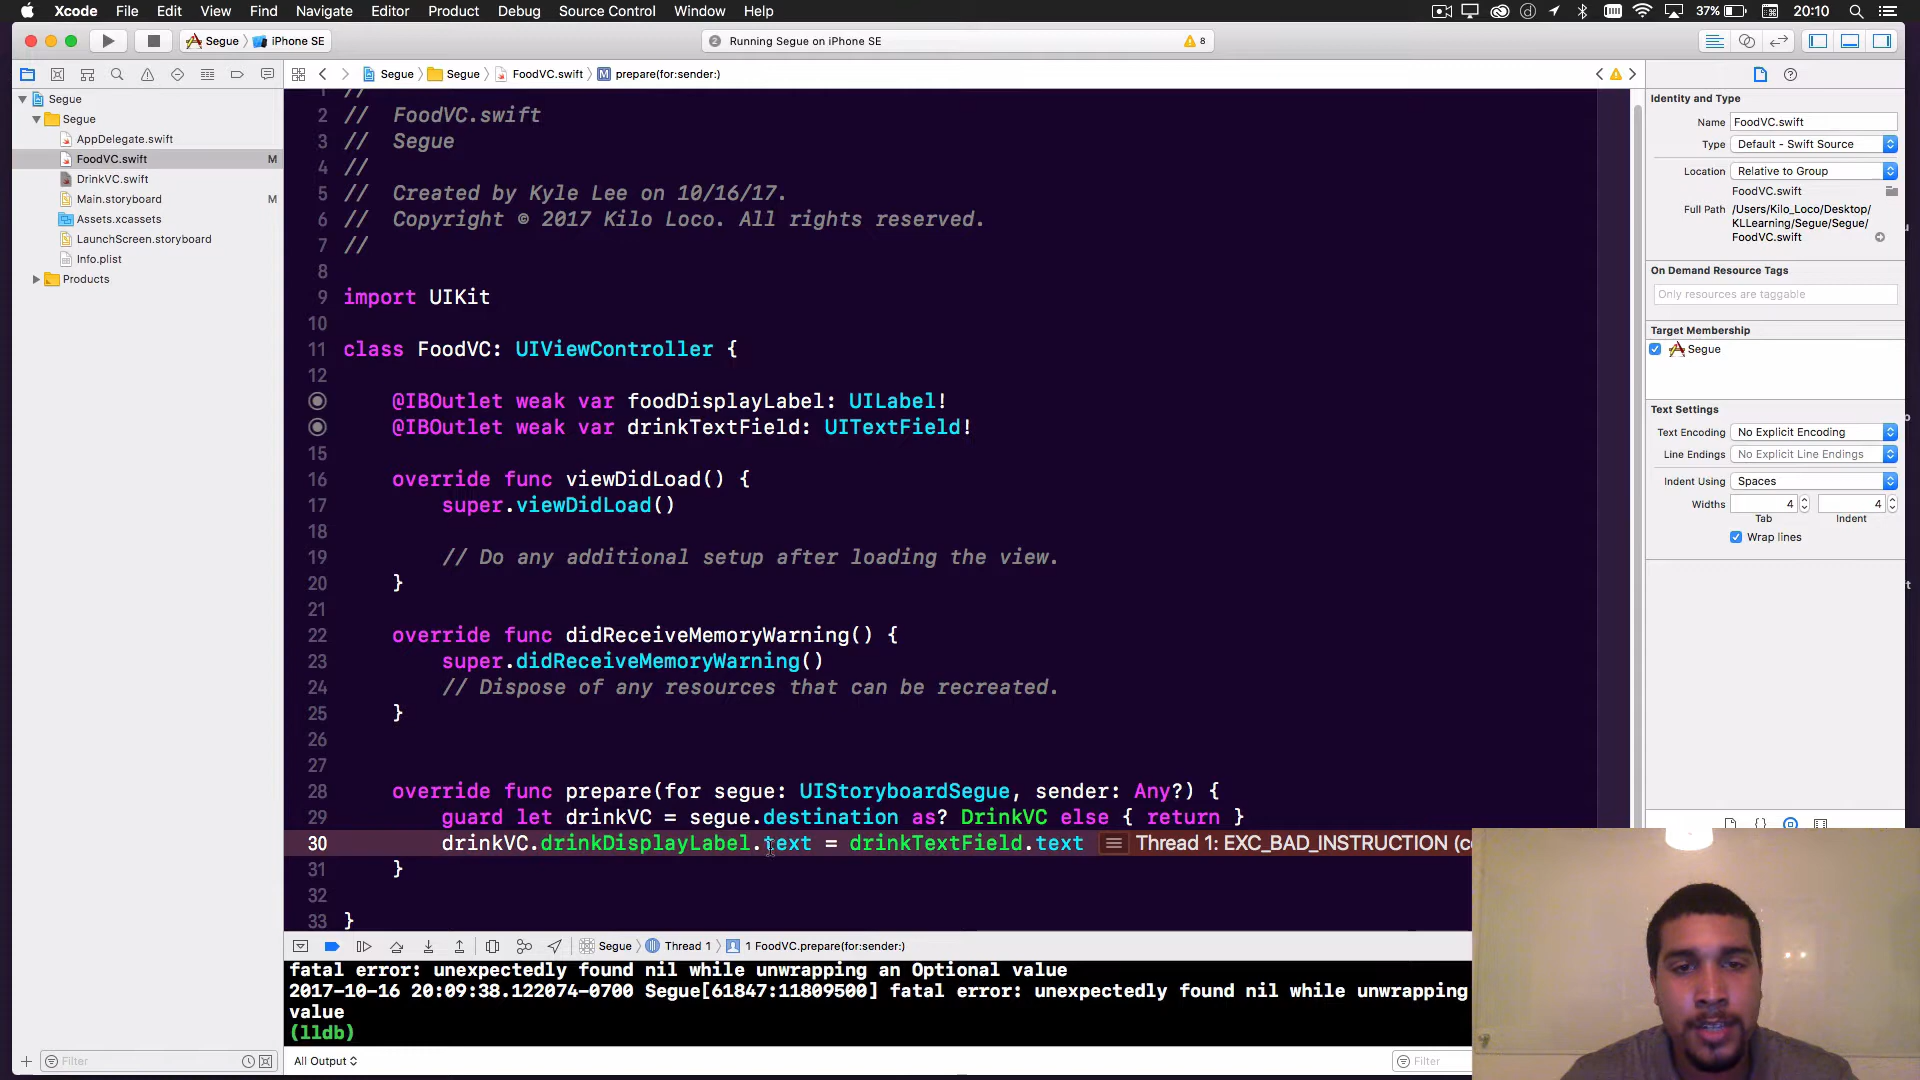 Xcode File Edit View Find Navigate Editor Product Debug Source Control Window Help 37% 20:10
Segue iPhone SE 2 Running Segue on iPhone SE 8
Segue Segue FoodVC.swift M prepare(for:sender:)
Segue
Segue
AppDelegate.swift
FoodVC.swift M
DrinkVC.swift
Main.storyboard M
Assets.xcassets
LaunchScreen.storyboard
Info.plist
Products
Filter
1 //
2 // FoodVC.swift
3 // Segue
4 //
5 // Created by Kyle Lee on 10/16/17.
6 // Copyright © 2017 Kilo Loco. All rights reserved.
7 //
8
9 import UIKit
10
11 class FoodVC: UIViewController {
12
@IBOutlet weak var foodDisplayLabel: UILabel!
@IBOutlet weak var drinkTextField: UITextField!
15
16 override func viewDidLoad() {
17 super.viewDidLoad()
18
19 // Do any additional setup after loading the view.
20 }
21
22 override func didReceiveMemoryWarning() {
23 super.didReceiveMemoryWarning()
24 // Dispose of any resources that can be recreated.
25 }
26
27
28 override func prepare(for segue: UIStoryboardSegue, sender: Any?) {
29 guard let drinkVC = segue.destination as? DrinkVC else { return }
30 drinkVC.drinkDisplayLabel.text = drinkTextField.text Thread 1: EXC_BAD_INSTRUCTION
31 }
32
33 }
Segue Thread 1 1 FoodVC.prepare(for:sender:)
fatal error: unexpectedly found nil while unwrapping an Optional value
2017-10-16 20:09:38.122074-0700 Segue[61847:11809500] fatal error: unexpectedly found nil while unwrapping
value
(lldb)
All Output
Filter
Identity and Type
Name FoodVC.swift
Type Default - Swift Source
Location Relative to Group
FoodVC.swift
Full Path /Users/Kilo_Loco/Desktop/
KLLearning/Segue/Segue/
FoodVC.swift
On Demand Resource Tags
Only resources are taggable
Target Membership
Segue
Text Settings
Text Encoding No Explicit Encoding
Line Endings No Explicit Line Endings
Indent Using Spaces
Widths 4 4
Tab Indent
Wrap lines